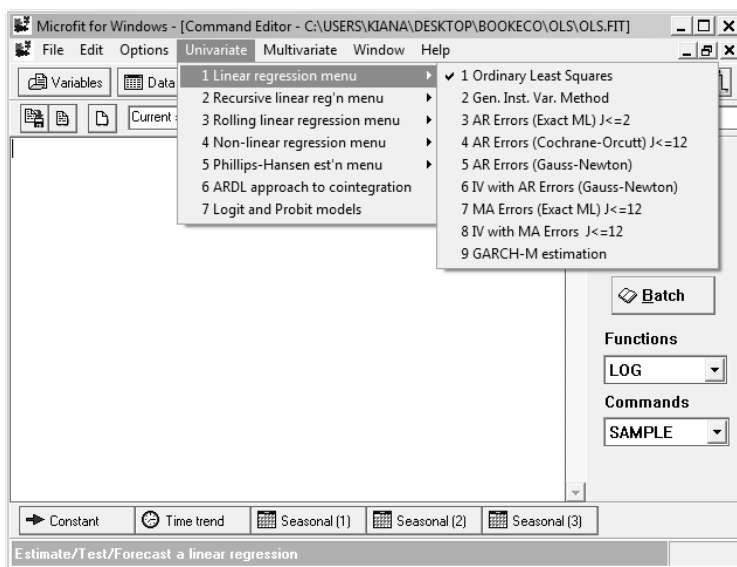 Microfit for Windows - [Command Editor - C:\USERS\KIANA\DESKTOP\BOOKECO\OLS\OLS.FIT]
File Edit Options Univariate Multivariate Window Help
Variables
Data
1 Linear regression menu
2 Recursive linear reg'n menu
3 Rolling linear regression menu
4 Non-linear regression menu
5 Phillips-Hansen est'n menu
6 ARDL approach to cointegration
7 Logit and Probit models
1 Ordinary Least Squares
2 Gen. Inst. Var. Method
3 AR Errors (Exact ML) J<=2
4 AR Errors (Cochrane-Orcutt) J<=12
5 AR Errors (Gauss-Newton)
6 IV with AR Errors (Gauss-Newton)
7 MA Errors (Exact ML) J<=12
8 IV with MA Errors J<=12
9 GARCH-M estimation
Current
Batch
Functions
LOG
Commands
SAMPLE
Constant
Time trend
Seasonal (1)
Seasonal (2)
Seasonal (3)
Estimate/Test/Forecast a linear regression